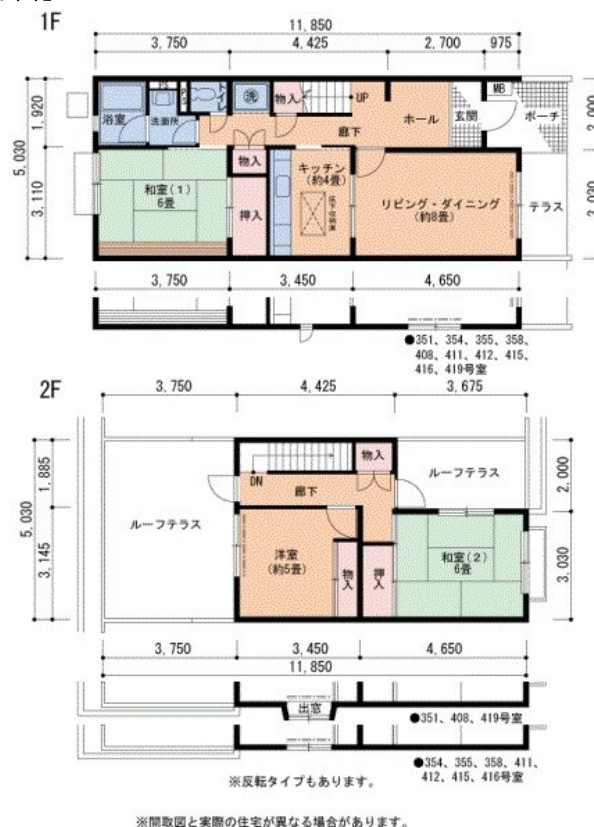 1F
11,850
3,750
4,425
2,700
975
5,030
1,920
3,110
2,000
3,030
浴室
洗面所
PS
PS
トイレ
洗
物入
UP
廊下
ホール
玄関
MB
ポーチ
和室(1)
6畳
物入
押入
キッチン
(約4畳)
床下収納庫
リビング・ダイニング
(約8畳)
テラス
3,750
3,450
4,650
●351、354、355、358、
408、411、412、415、
416、419号室
2F
3,750
4,425
3,675
5,030
1,885
3,145
2,000
3,030
ルーフテラス
DN
廊下
物入
ルーフテラス
洋室
(約5畳)
物入
押入
和室(2)
6畳
3,750
3,450
4,650
11,850
出窓
●351、408、419号室
●354、355、358、411、
412、415、416号室
※反転タイプもあります。
※間取図と実際の住宅が異なる場合があります。